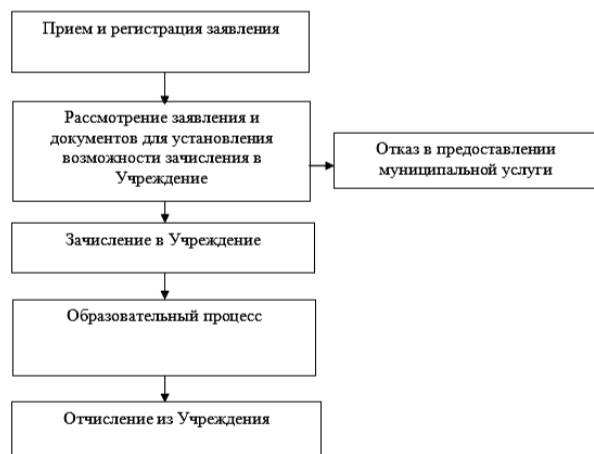 Прием и регистрация заявления
Рассмотрение заявления и
документов для установления
возможности зачисления в
Учреждение
Отказ в предоставлении
муниципальной услуги
Зачисление в Учреждение
Образовательный процесс
Отчисление из Учреждения